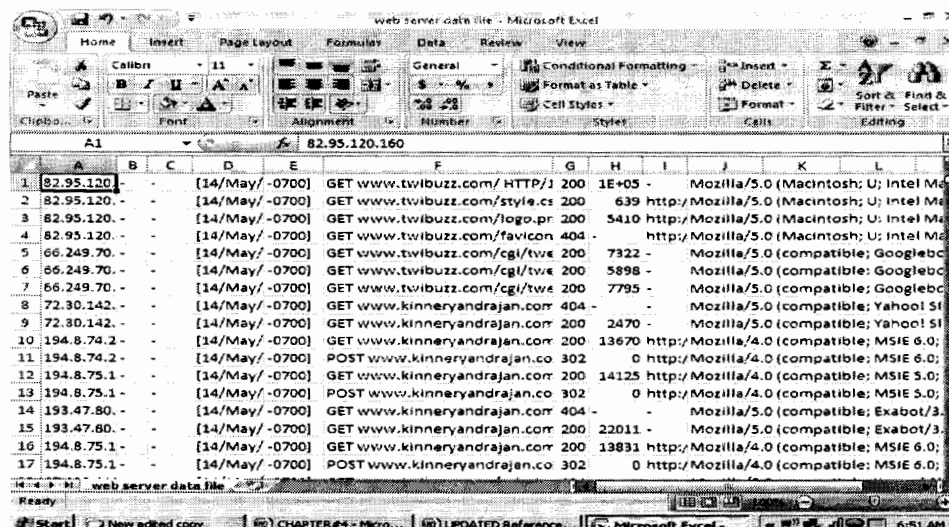 web server data file - Microsoft Excel
Home Insert Page Layout Formulas Data Review View
Calibri 11 General Conditional Formatting Insert Σ
Paste B I U A A Format as Table Delete Sort & Find &
$ % , Cell Styles Format Filter Select
Clipbo... Font Alignment Number Styles Cells Editing
A1 fx 82.95.120.160
A B C D E F G H I J K L
1 82.95.120. - - [14/May/ -0700] GET www.twibuzz.com/ HTTP/1 200 1E+05 - Mozilla/5.0 (Macintosh; U; Intel Ma
2 82.95.120. - - [14/May/ -0700] GET www.twibuzz.com/style.cs 200 639 http:/ Mozilla/5.0 (Macintosh; U; Intel Ma
3 82.95.120. - - [14/May/ -0700] GET www.twibuzz.com/logo.pr 200 5410 http:/ Mozilla/5.0 (Macintosh; U; Intel Ma
4 82.95.120. - - [14/May/ -0700] GET www.twibuzz.com/favicon 404 - http:/ Mozilla/5.0 (Macintosh; U; Intel Ma
5 66.249.70. - - [14/May/ -0700] GET www.twibuzz.com/cgi/twe 200 7322 - Mozilla/5.0 (compatible; Googlebo
6 66.249.70. - - [14/May/ -0700] GET www.twibuzz.com/cgi/twe 200 5898 - Mozilla/5.0 (compatible; Googlebo
7 66.249.70. - - [14/May/ -0700] GET www.twibuzz.com/cgi/twe 200 7795 - Mozilla/5.0 (compatible; Googlebo
8 72.30.142. - - [14/May/ -0700] GET www.kinneryandrajan.com 404 - - Mozilla/5.0 (compatible; Yahoo! Sl
9 72.30.142. - - [14/May/ -0700] GET www.kinneryandrajan.com 200 2470 - Mozilla/5.0 (compatible; Yahoo! Sl
10 194.8.74.2 - - [14/May/ -0700] GET www.kinneryandrajan.com 200 13670 http:/ Mozilla/4.0 (compatible; MSIE 6.0;
11 194.8.74.2 - - [14/May/ -0700] POST www.kinneryandrajan.co 302 0 http:/ Mozilla/4.0 (compatible; MSIE 6.0;
12 194.8.75.1 - - [14/May/ -0700] GET www.kinneryandrajan.com 200 14125 http:/ Mozilla/4.0 (compatible; MSIE 5.0;
13 194.8.75.1 - - [14/May/ -0700] POST www.kinneryandrajan.co 302 0 http:/ Mozilla/4.0 (compatible; MSIE 5.0;
14 193.47.80. - - [14/May/ -0700] GET www.kinneryandrajan.com 404 - - Mozilla/5.0 (compatible; Exabot/3.
15 193.47.80. - - [14/May/ -0700] GET www.kinneryandrajan.com 200 22011 - Mozilla/5.0 (compatible; Exabot/3.
16 194.8.75.1 - - [14/May/ -0700] GET www.kinneryandrajan.com 200 13831 http:/ Mozilla/4.0 (compatible; MSIE 6.0;
17 194.8.75.1 - - [14/May/ -0700] POST www.kinneryandrajan.co 302 0 http:/ Mozilla/4.0 (compatible; MSIE 6.0;
web server data file
Ready 100%
Start New edited copy CHAPTER#4 - Micro... UPDATED Reference... Microsoft Excel -